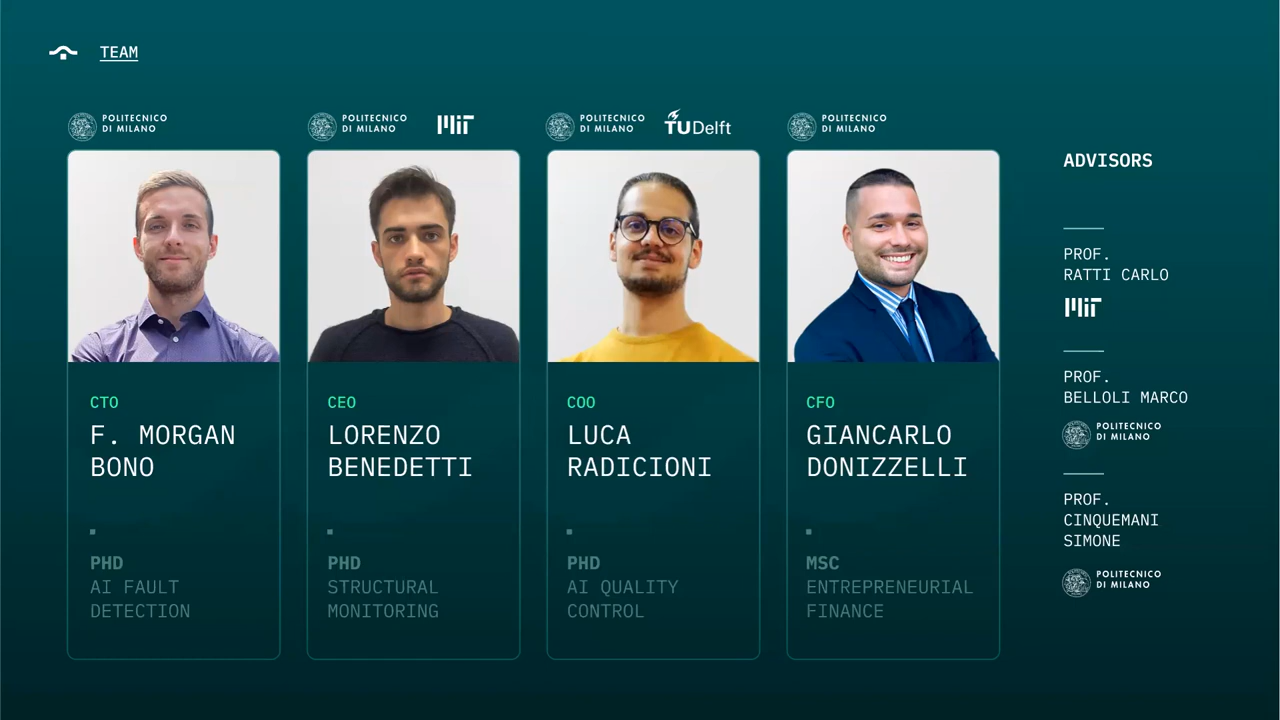 TEAM
POLITECNICO
DI MILANO
POLITECNICO
DI MILANO
MIT
POLITECNICO
DI MILANO
TUDelft
POLITECNICO
DI MILANO
CTO
F. MORGAN
BONO
PHD
AI FAULT
DETECTION
CEO
LORENZO
BENEDETTI
PHD
STRUCTURAL
MONITORING
COO
LUCA
RADICIONI
PHD
AI QUALITY
CONTROL
CFO
GIANCARLO
DONIZZELLI
MSC
ENTREPRENEURIAL
FINANCE
ADVISORS
PROF.
RATTI CARLO
MIT
PROF.
BELLOLI MARCO
POLITECNICO
DI MILANO
PROF.
CINQUEMANI
SIMONE
POLITECNICO
DI MILANO